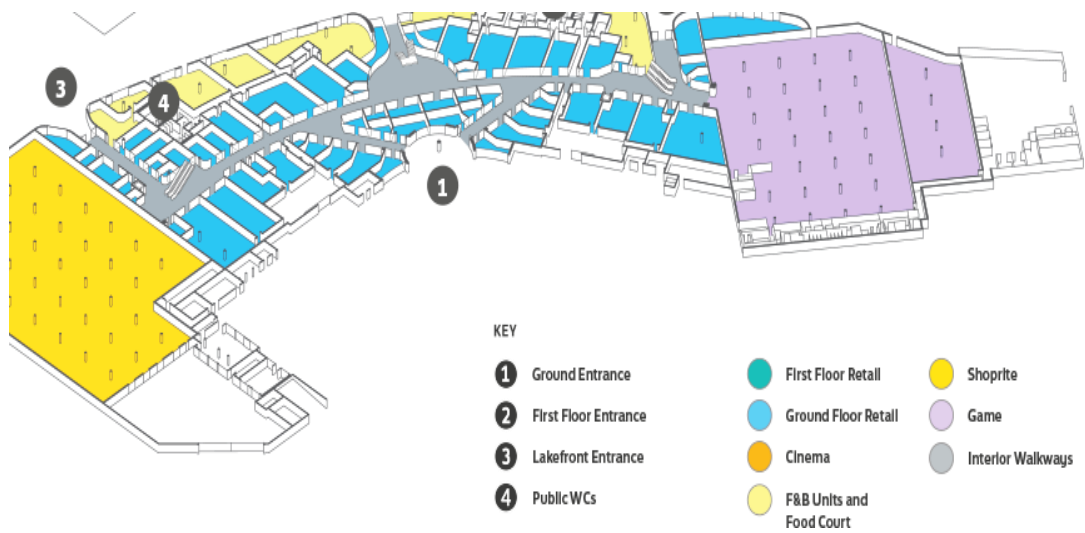 3
4
1
KEY
1 Ground Entrance
2 First Floor Entrance
3 Lakefront Entrance
4 Public WCs
First Floor Retail
Ground Floor Retail
Cinema
F&B Units and
Food Court
Shoprite
Game
Interior Walkways